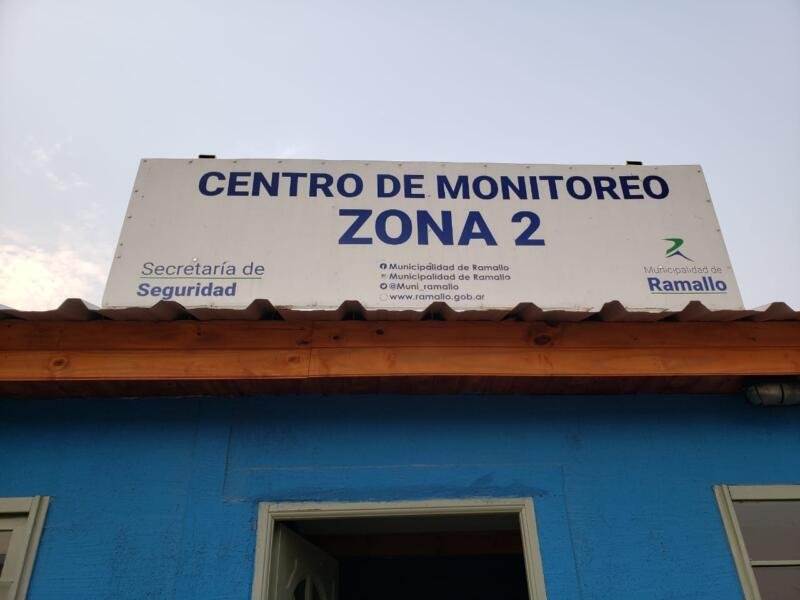 CENTRO DE MONITOREO
ZONA 2
Secretaría de
Seguridad
Municipalidad de Ramallo
Municipalidad de Ramallo
@Muni_ramallo
www.ramallo.gob.ar
Municipalidad de
Ramallo